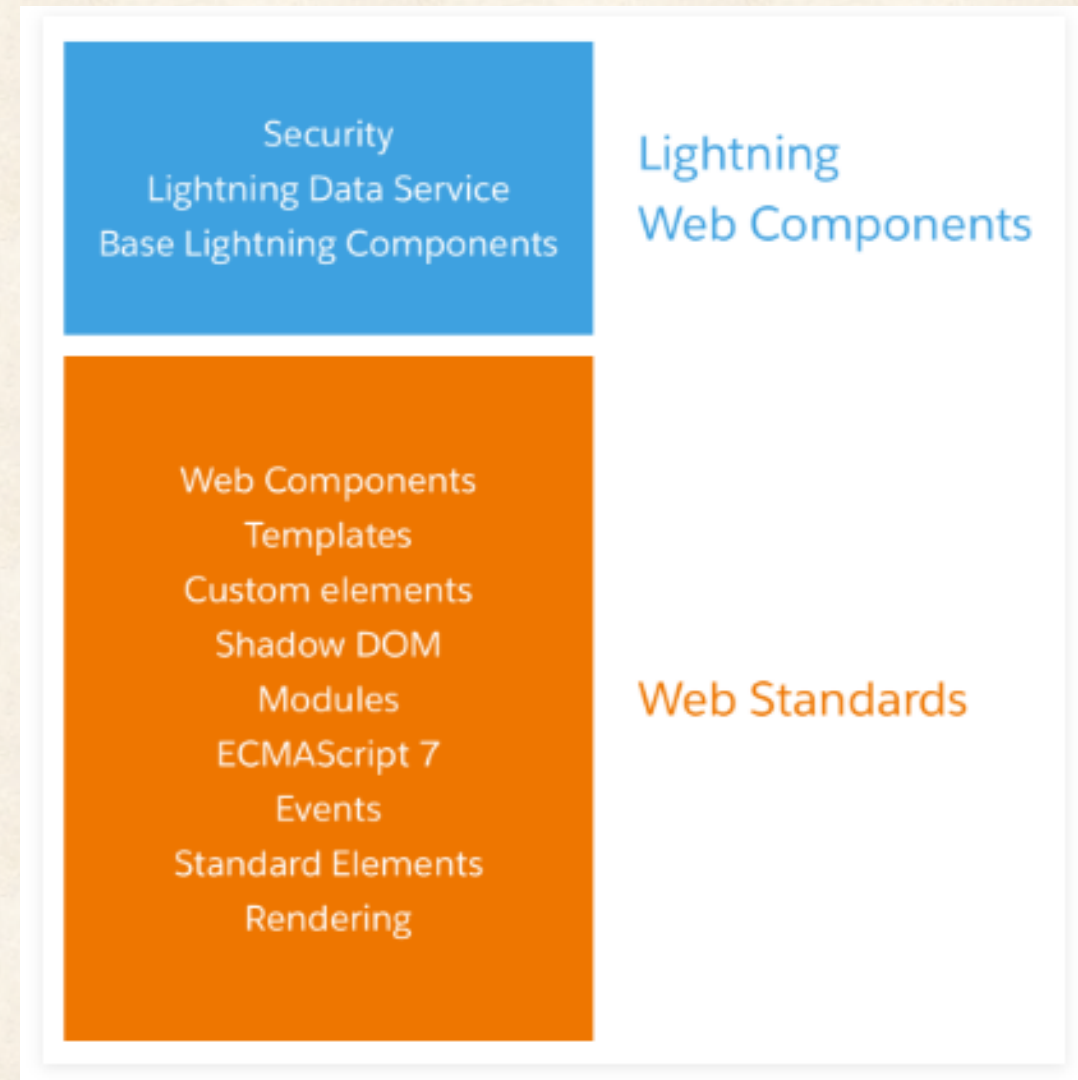 Security
Lightning Data Service
Base Lightning Components
Lightning
Web Components
Web Components
Templates
Custom elements
Shadow DOM
Modules
ECMAScript 7
Events
Standard Elements
Rendering
Web Standards